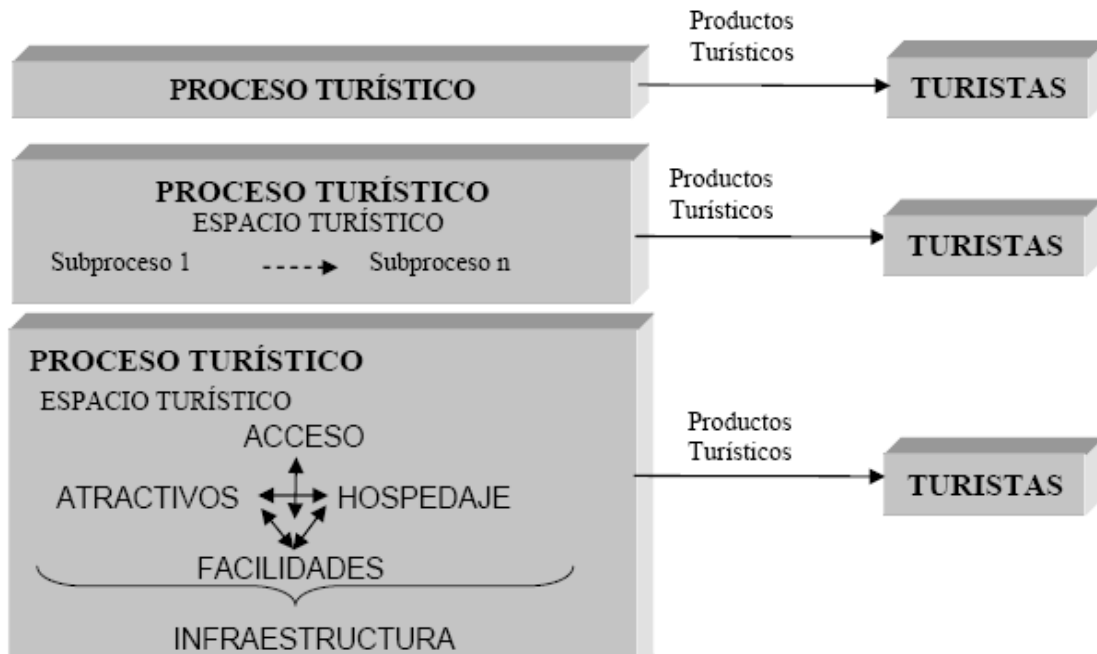 Productos
Turísticos
PROCESO TURÍSTICO
TURISTAS
PROCESO TURÍSTICO
ESPACIO TURÍSTICO
Subproceso 1
Subproceso n
Productos
Turísticos
TURISTAS
PROCESO TURÍSTICO
ESPACIO TURÍSTICO
ACCESO
ATRACTIVOS
HOSPEDAJE
FACILIDADES
INFRAESTRUCTURA
Productos
Turísticos
TURISTAS